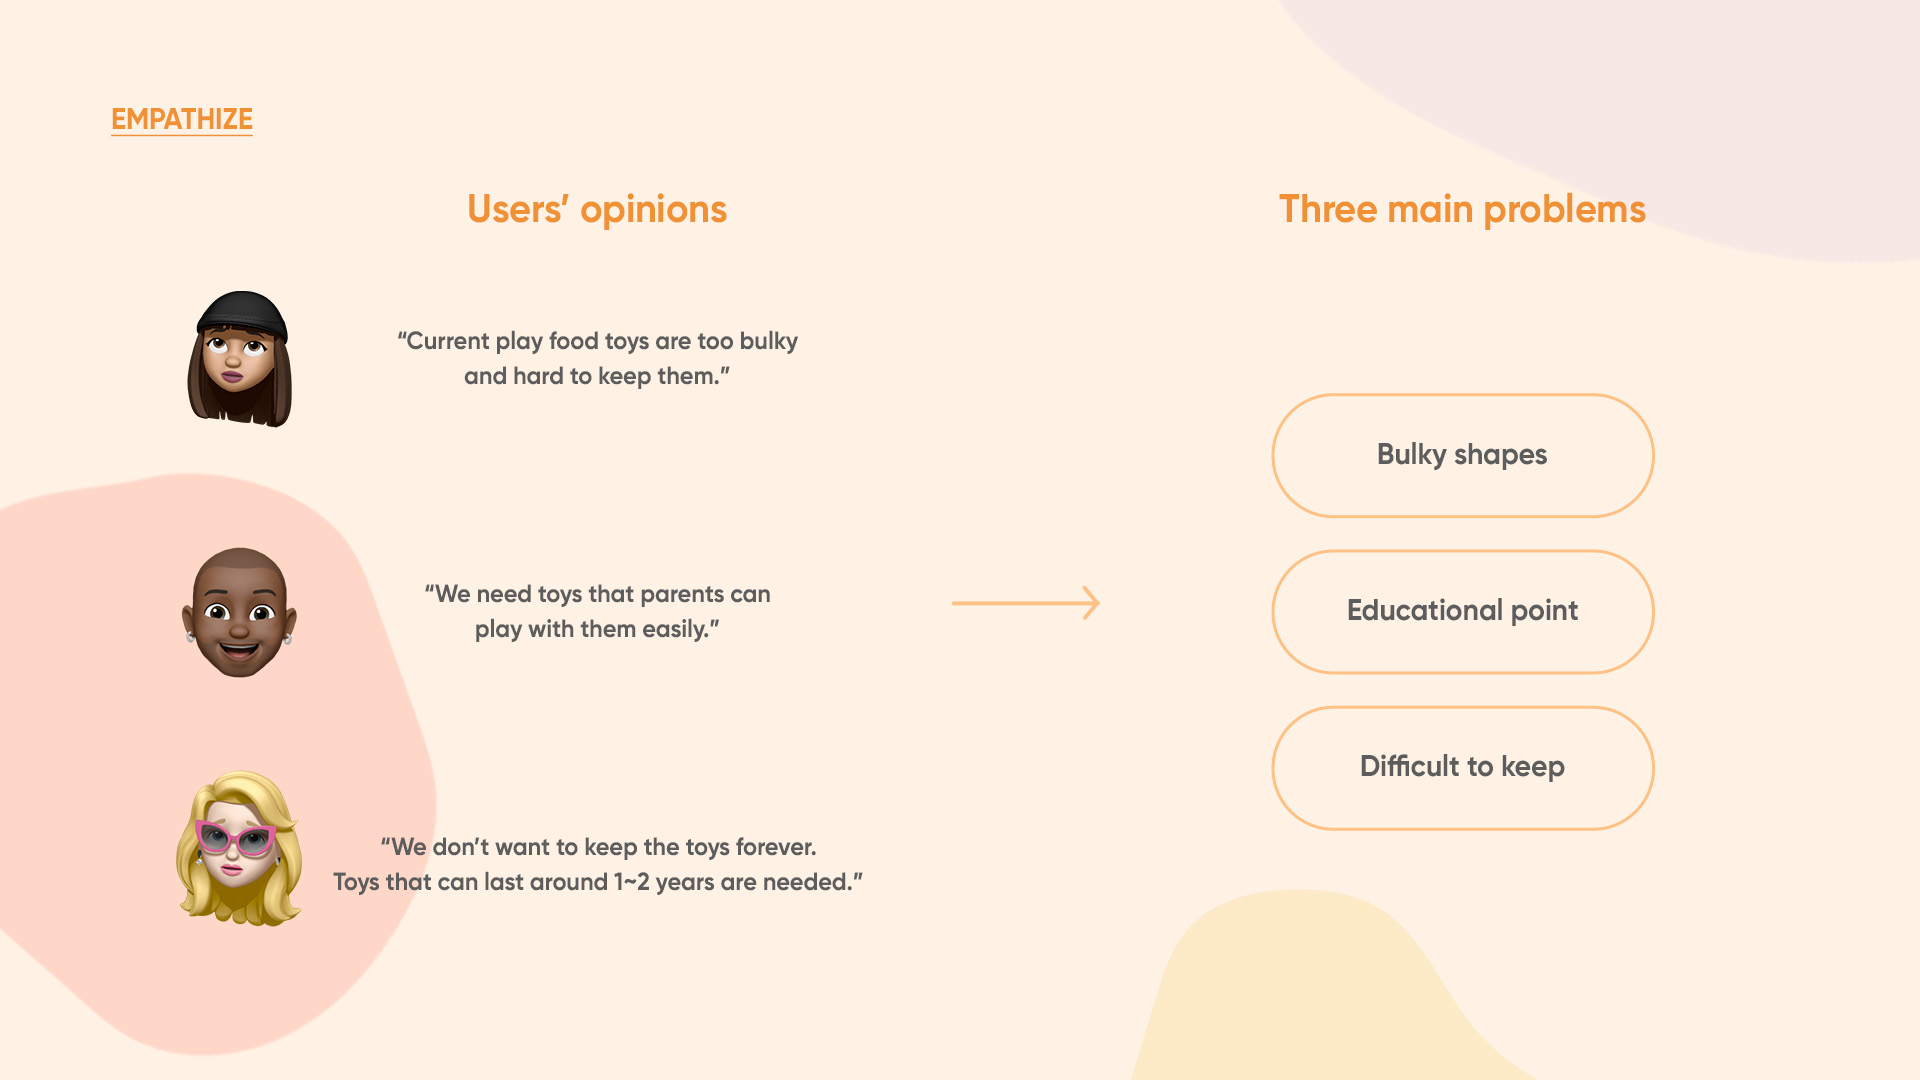 EMPATHIZE
Users’ opinions
“Current play food toys are too bulky
and hard to keep them.”
“We need toys that parents can
play with them easily.”
“We don’t want to keep the toys forever.
Toys that can last around 1~2 years are needed.”
Three main problems
Bulky shapes
Educational point
Difficult to keep